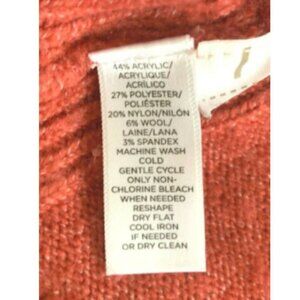 44% ACRYLIC/
ACRYLIQUE/
ACRÍLICO
27% POLYESTER/
POLIÉSTER
20% NYLON/NILÓN
6% WOOL/
LAINE/LANA
3% SPANDEX
MACHINE WASH
COLD
GENTLE CYCLE
ONLY NON-
CHLORINE BLEACH
WHEN NEEDED
RESHAPE
DRY FLAT
COOL IRON
IF NEEDED
OR DRY CLEAN